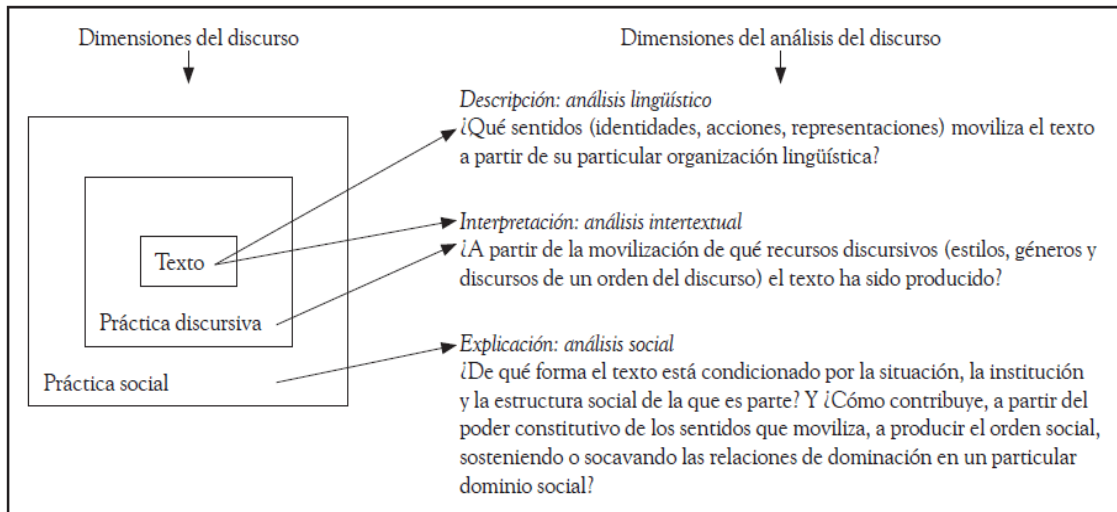 Dimensiones del discurso
Dimensiones del análisis del discurso
Descripción: análisis lingüístico
¿Qué sentidos (identidades, acciones, representaciones) moviliza el texto
a partir de su particular organización lingüística?
Interpretación: análisis intertextual
¿A partir de la movilización de qué recursos discursivos (estilos, géneros y
discursos de un orden del discurso) el texto ha sido producido?
Explicación: análisis social
¿De qué forma el texto está condicionado por la situación, la institución
y la estructura social de la que es parte? Y ¿Cómo contribuye, a partir del
poder constitutivo de los sentidos que moviliza, a producir el orden social,
sosteniendo o socavando las relaciones de dominación en un particular
dominio social?
Texto
Práctica discursiva
Práctica social